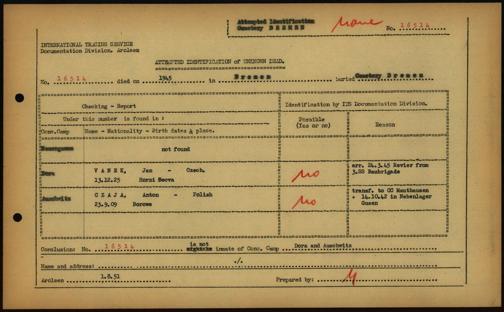 Attempted Identification
Cemetery BREMEN
None
No. 16514
INTERNATIONAL TRACING SERVICE
Documentation Division, Arolsen
ATTEMPTED IDENTIFICATION of UNKNOWN DEAD.
No. 16514 died on 1945 in Bremen buried Cemetery Bremen
Checking - Report
Identification by ITS Documentation Division.
Under this number is found in :
Possible
(Yes or no)
Reason
Conc.Camp Name - Nationality - Birth date & place.
Neuengamme not found
Dora VANEK, Jan - Czech.
13.12.25 Horni Becva
no
arr. 24.3.45 Revier from
3.SS Baubrigade
Auschwitz CZAJA, Anton - Polish
23.9.09 Borowe
no
transf. to CC Mauthausen
+ 14.10.42 in Nebenlager
Gusen
Conclusions No. 16514 is not inmate of Conc. Camp Dora and Auschwitz
Name and address: ./.
Arolsen 1.8.51 Prepared by: